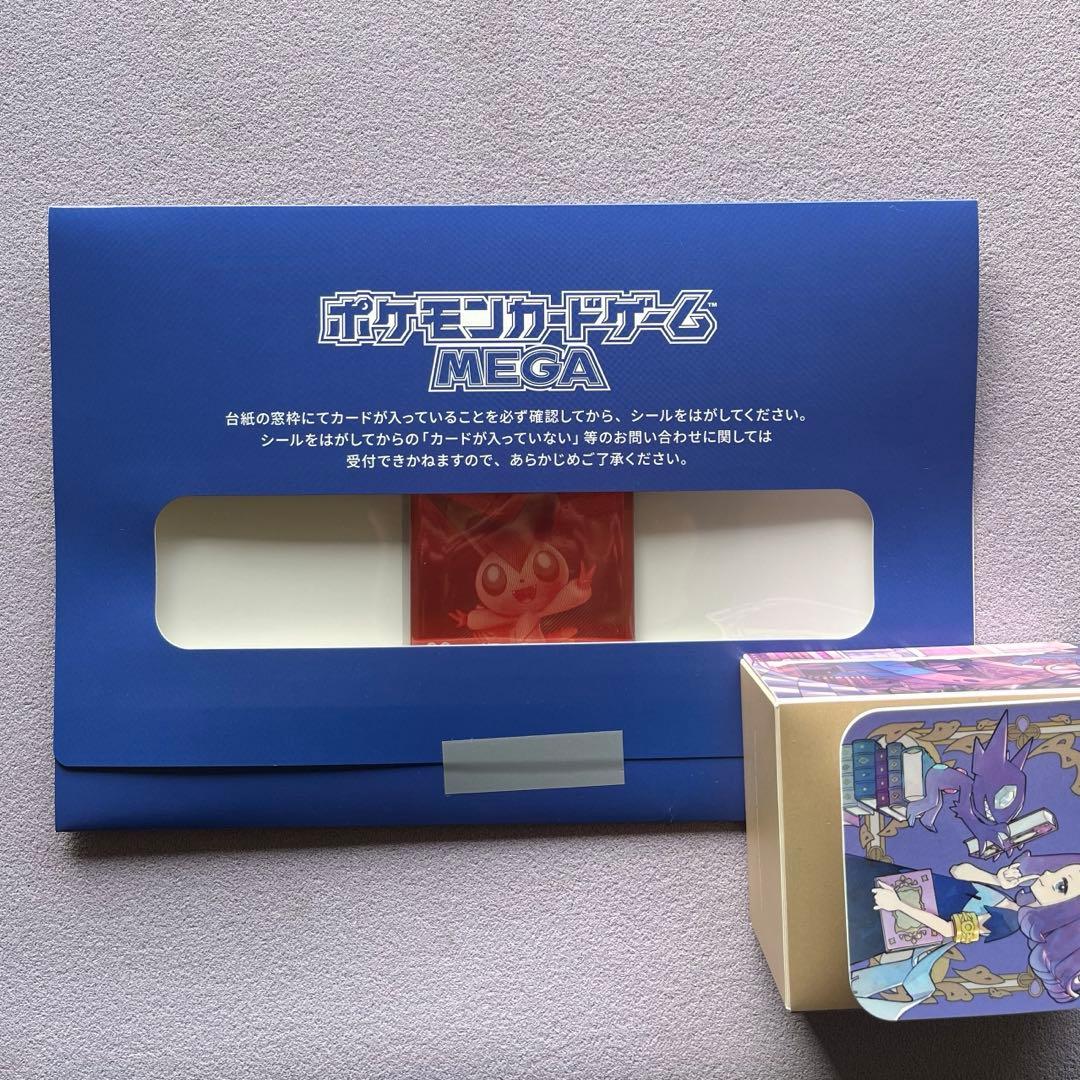 ポケモンカードゲーム™
MEGA
台紙の窓枠にてカードが入っていることを必ず確認してから、シールをはがしてください。
シールをはがしてからの「カードが入っていない」等のお問い合わせに関しては
受付できかねますので、あらかじめご了承ください。